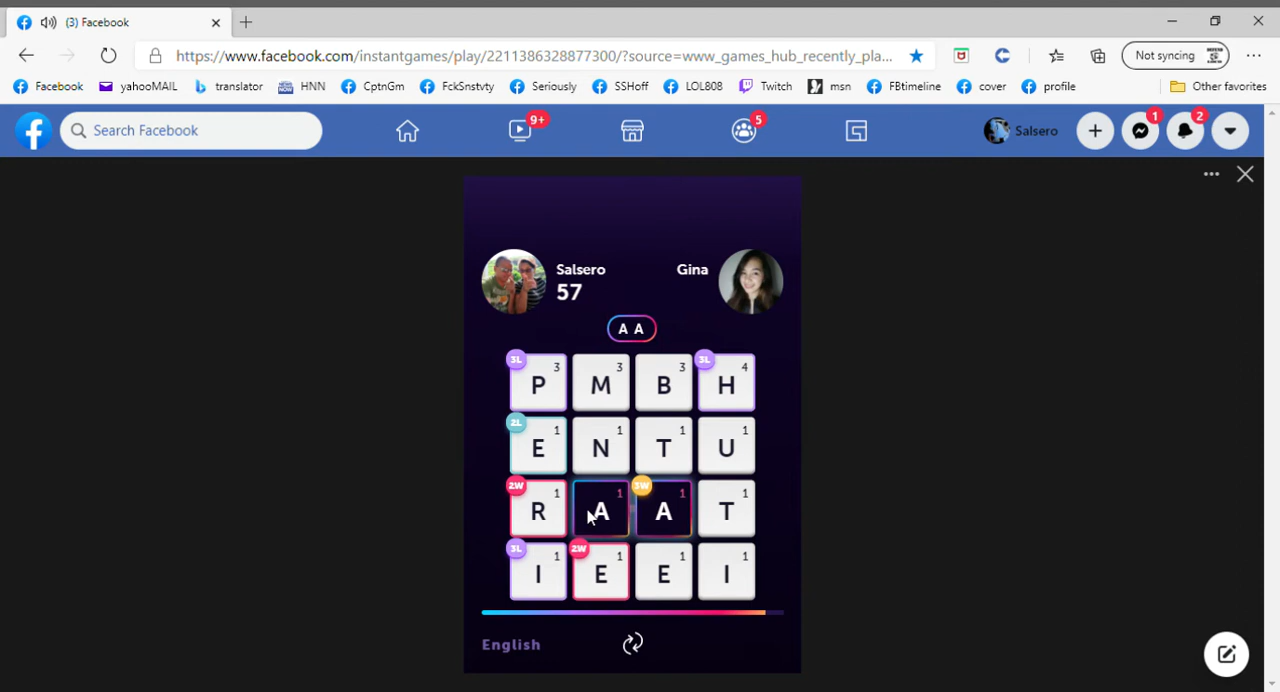 (3) Facebook
https://www.facebook.com/instantgames/play/2211386328877300/?source=www_games_hub_recently_pla...
Not syncing
Facebook yahooMAIL translator HNN CptnGm FckSnstvty Seriously SSHoff LOL808 Twitch msn FBtimeline cover profile Other favorites
Search Facebook 9+ 5 Salsero 1 2
Salsero Gina
57
A A
3L P 3 M 3 B 3 3L H 4
2L E 1 N 1 T 1 U 1
2W R 1 A 1 3W A 1 T 1
3L I 1 2W E 1 E 1 I 1
English